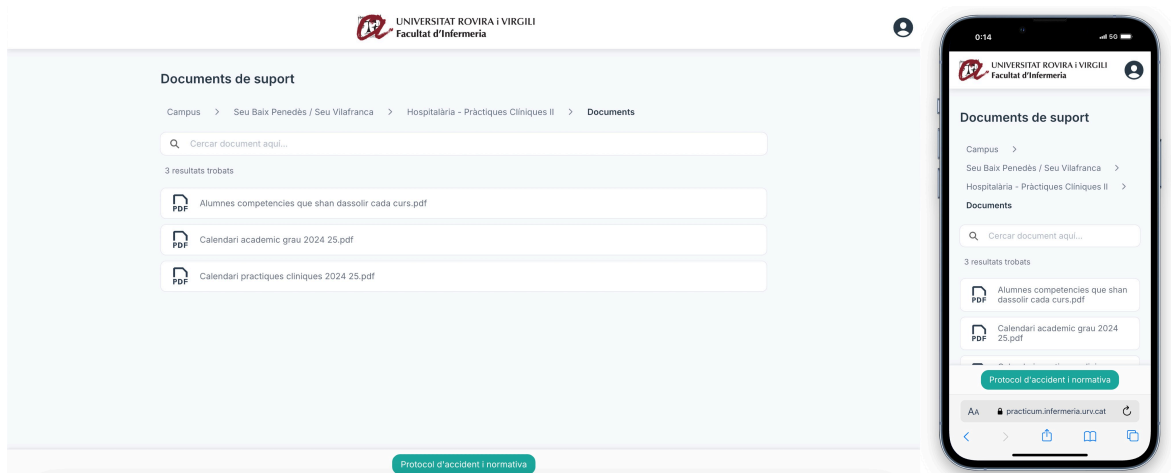 UNIVERSITAT ROVIRA i VIRGILI
Facultat d'Infermeria
Documents de suport
Campus > Seu Baix Penedès / Seu Vilafranca > Hospitalària - Pràctiques Clíniques II > Documents
Cercar document aquí...
3 resultats trobats
PDF Alumnes competencies que shan dassolir cada curs.pdf
PDF Calendari academic grau 2024 25.pdf
PDF Calendari practiques cliniques 2024 25.pdf
Protocol d'accident i normativa
0:14
5G
UNIVERSITAT ROVIRA i VIRGILI
Facultat d'Infermeria
Documents de suport
Campus >
Seu Baix Penedès / Seu Vilafranca >
Hospitalària - Pràctiques Clíniques II >
Documents
Cercar document aquí...
3 resultats trobats
PDF Alumnes competencies que shan
dassolir cada curs.pdf
PDF Calendari academic grau 2024
25.pdf
Protocol d'accident i normativa
AA practicum.infermeria.urv.cat